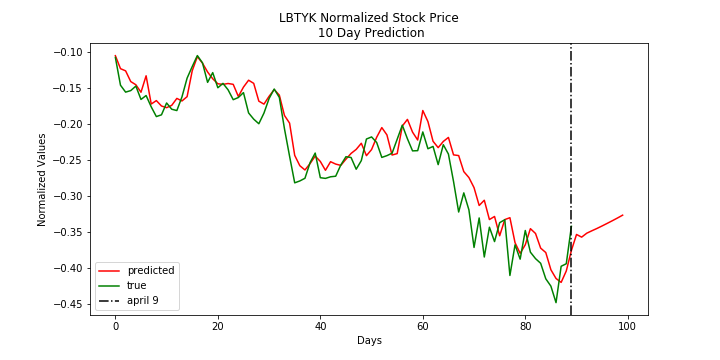 LBTYK Normalized Stock Price
10 Day Prediction
−0.10
−0.15
−0.20
−0.25
−0.30
−0.35
−0.40
−0.45
Normalized Values
predicted
true
april 9
0
20
40
60
80
100
Days